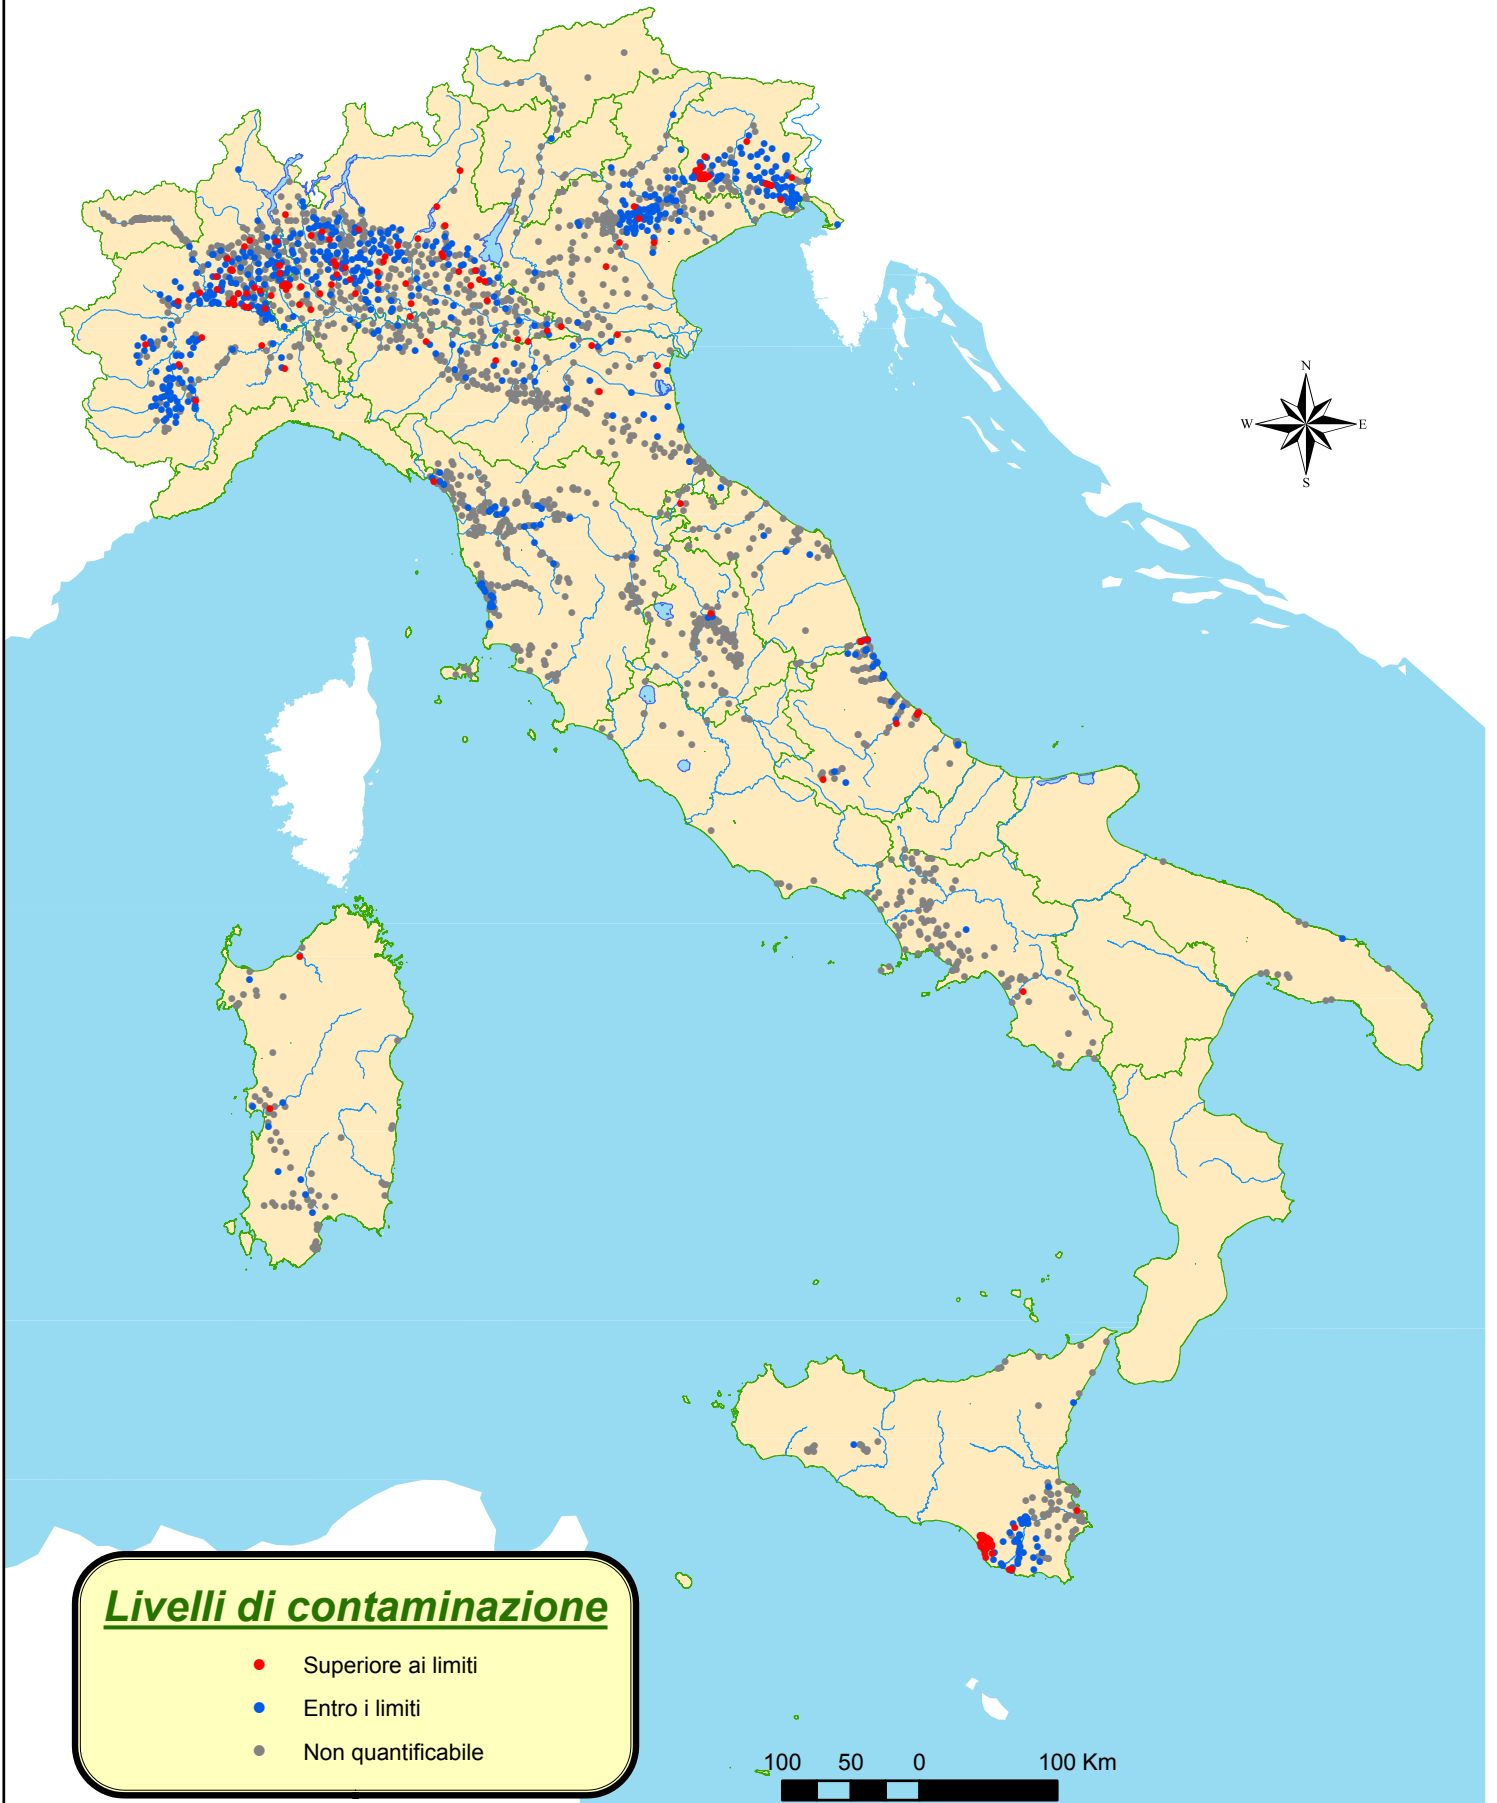 N
W E
S
Livelli di contaminazione
Superiore ai limiti
Entro i limiti
Non quantificabile
100 50 0 100 Km